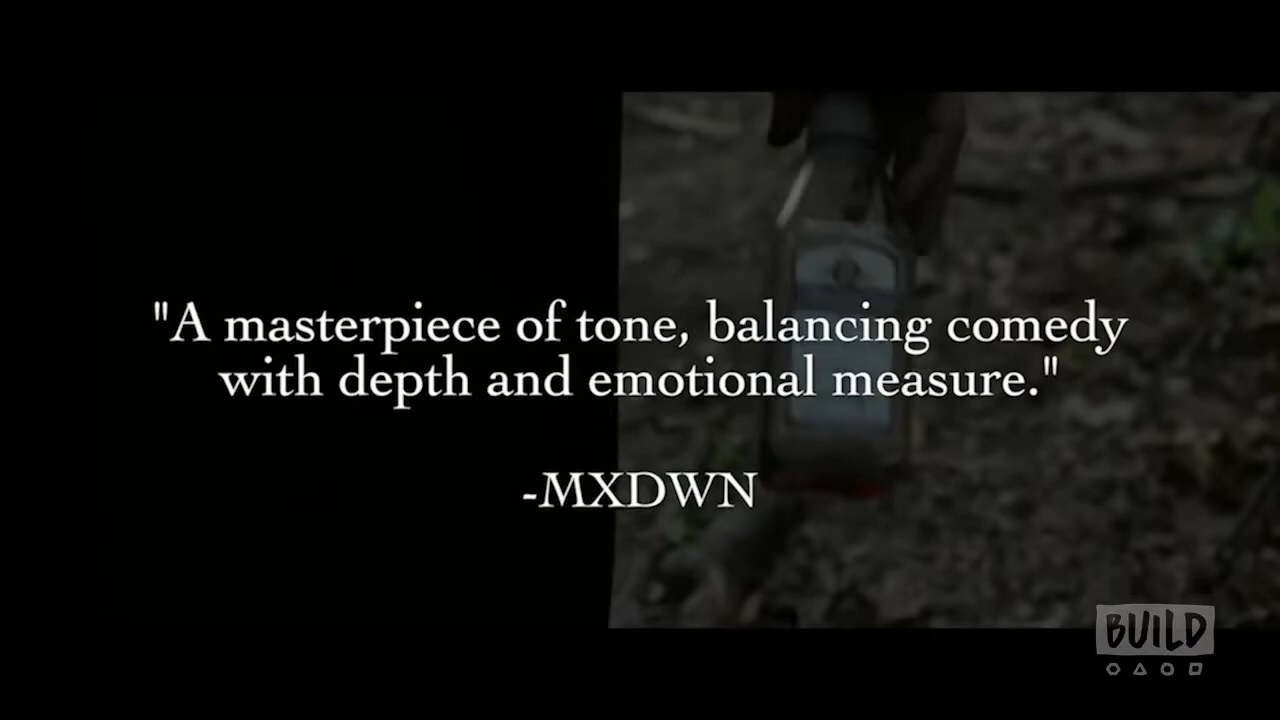 "A masterpiece of tone, balancing comedy
with depth and emotional measure."
-MXDWN
BUILD